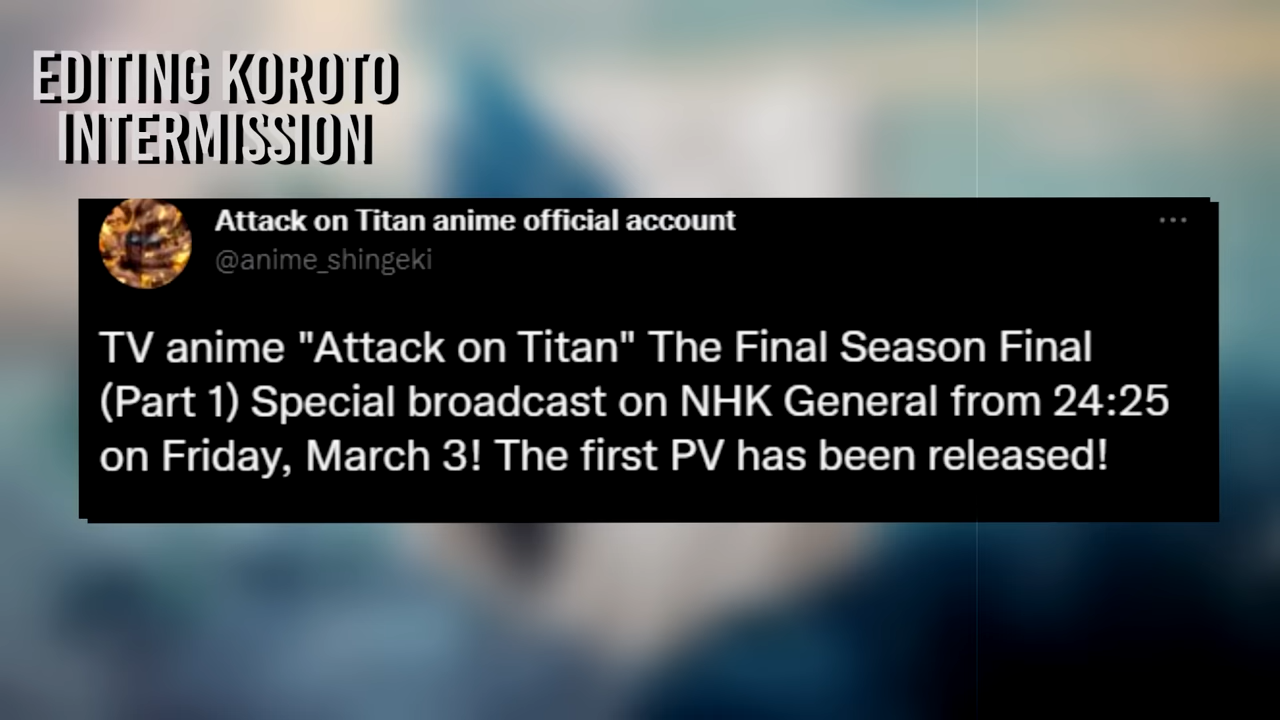 EDITING KOROTO
INTERMISSION
Attack on Titan anime official account
@anime_shingeki
TV anime "Attack on Titan" The Final Season Final
(Part 1) Special broadcast on NHK General from 24:25
on Friday, March 3! The first PV has been released!